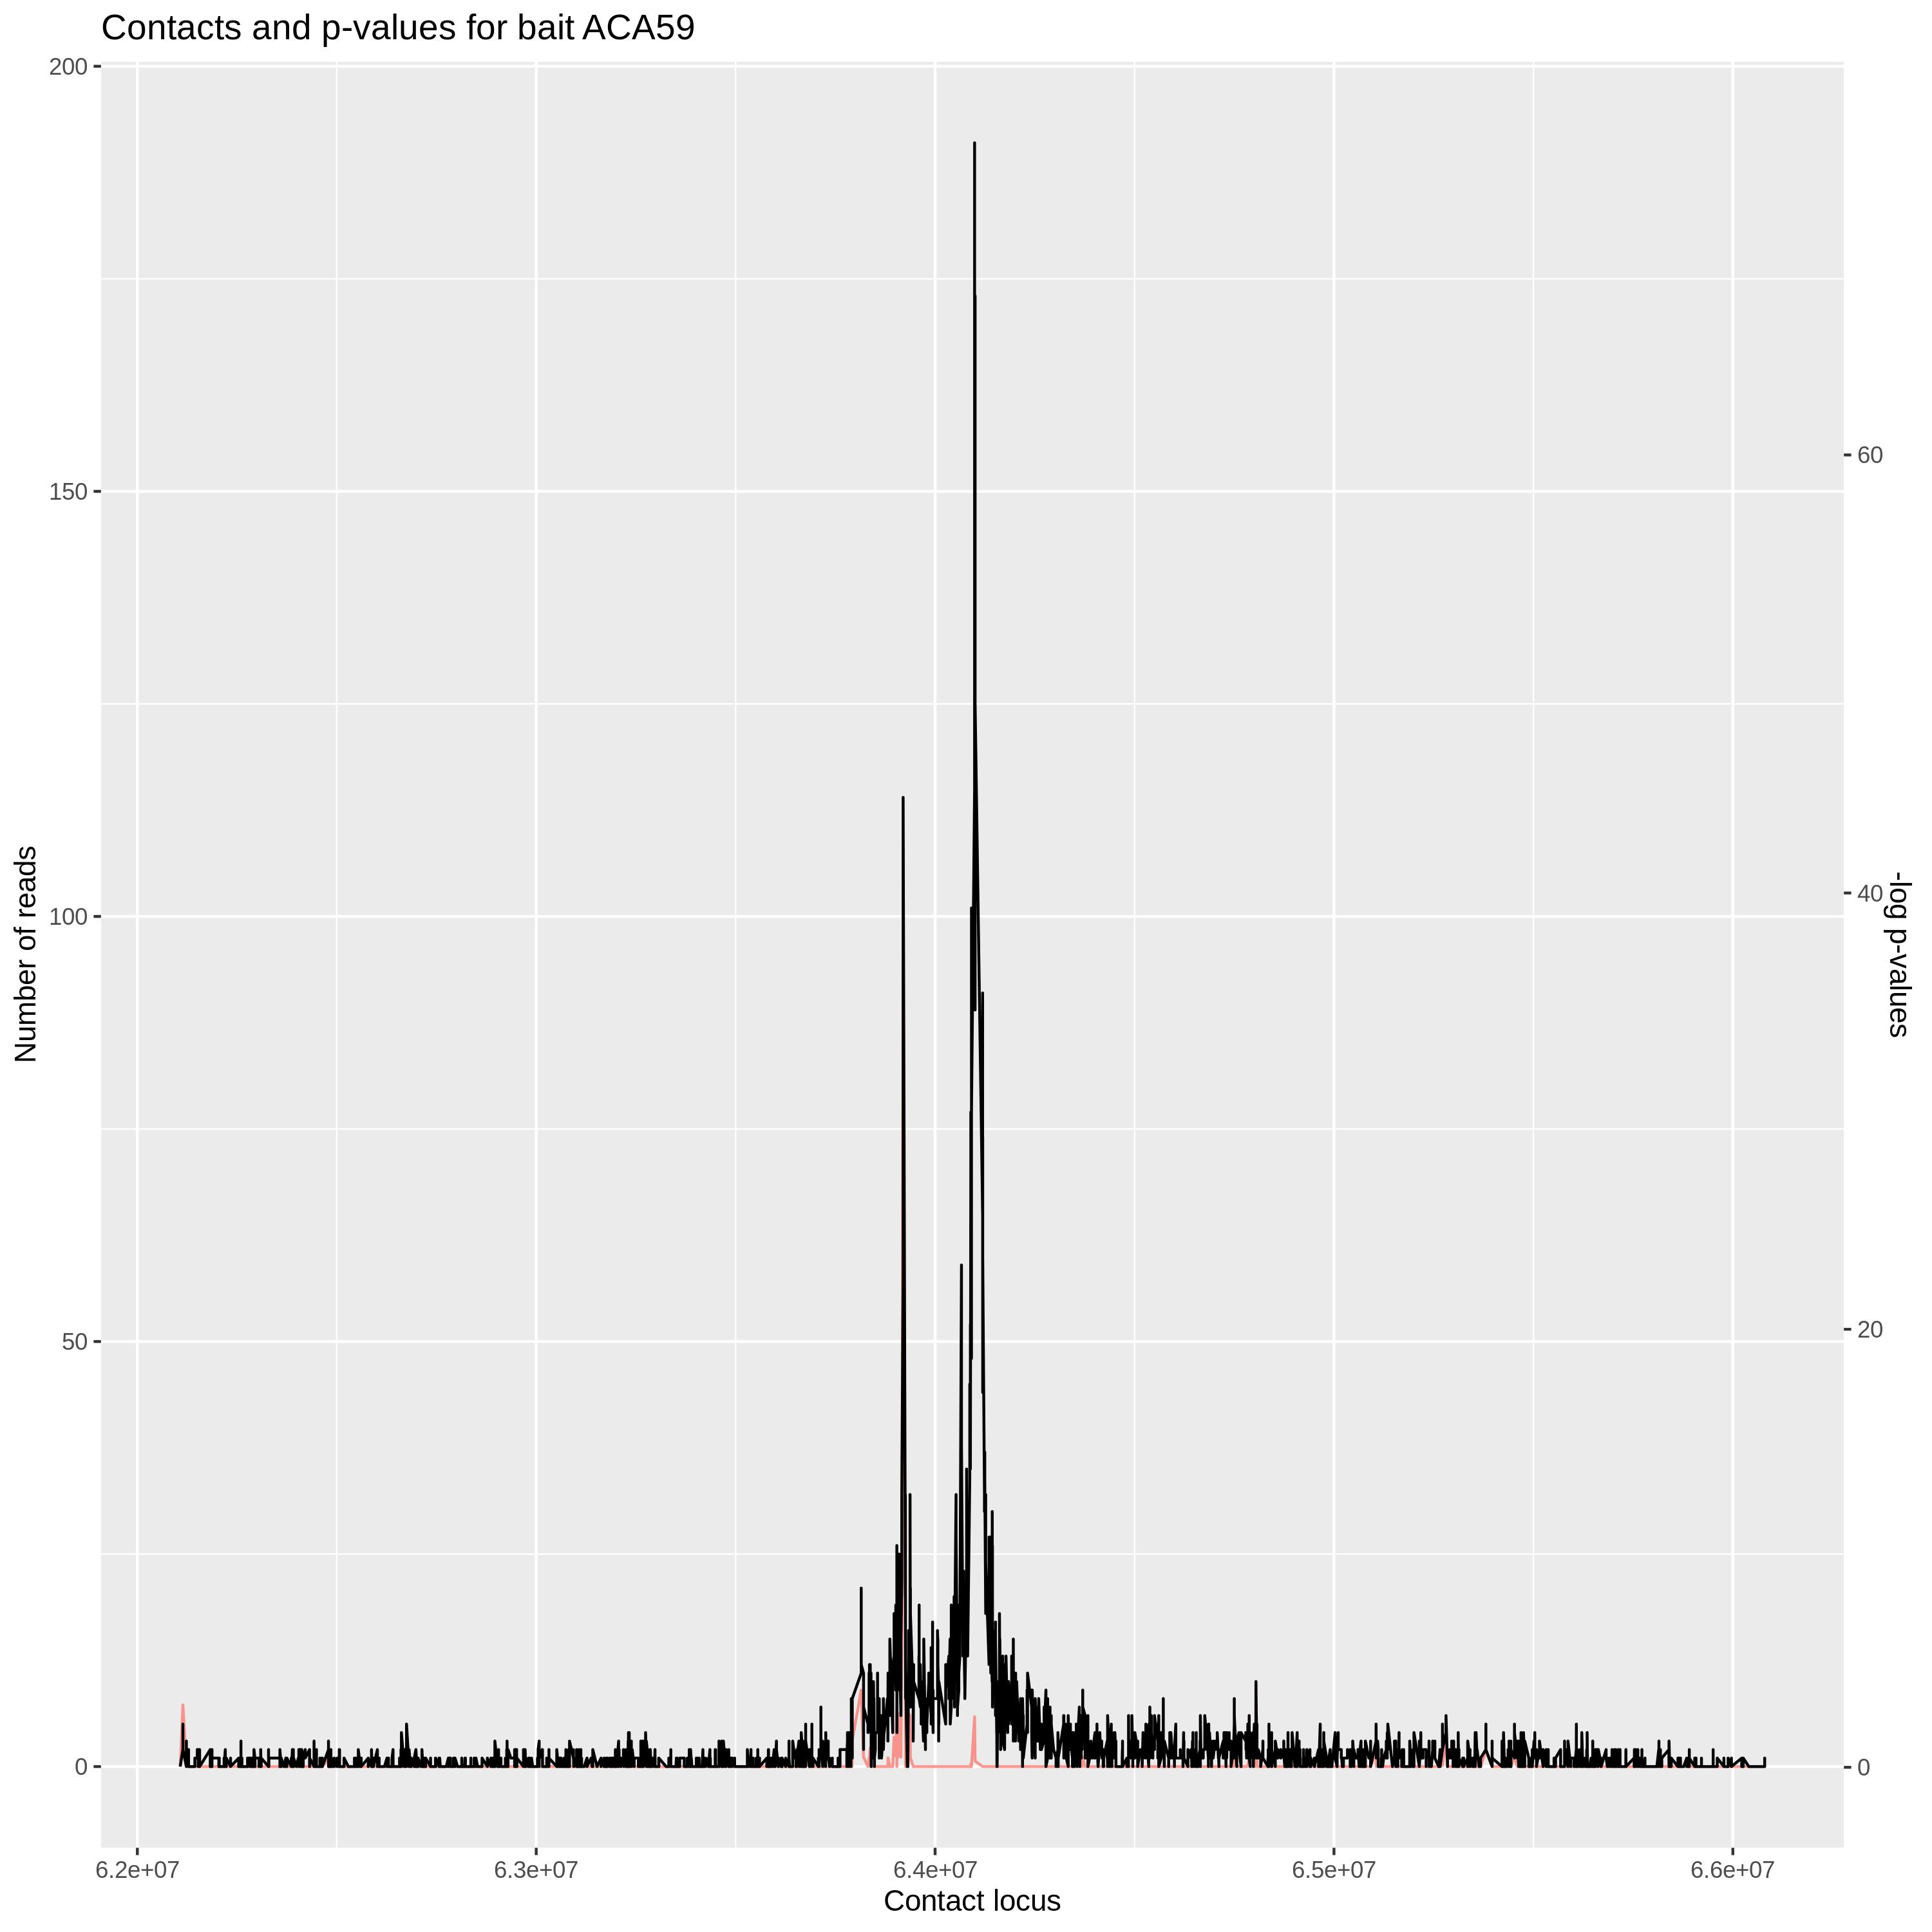 Contacts and p-values for bait ACA59
200
150
100
50
0
Number of reads
60
40
20
0
-log p-values
6.2e+07
6.3e+07
6.4e+07
6.5e+07
6.6e+07
Contact locus